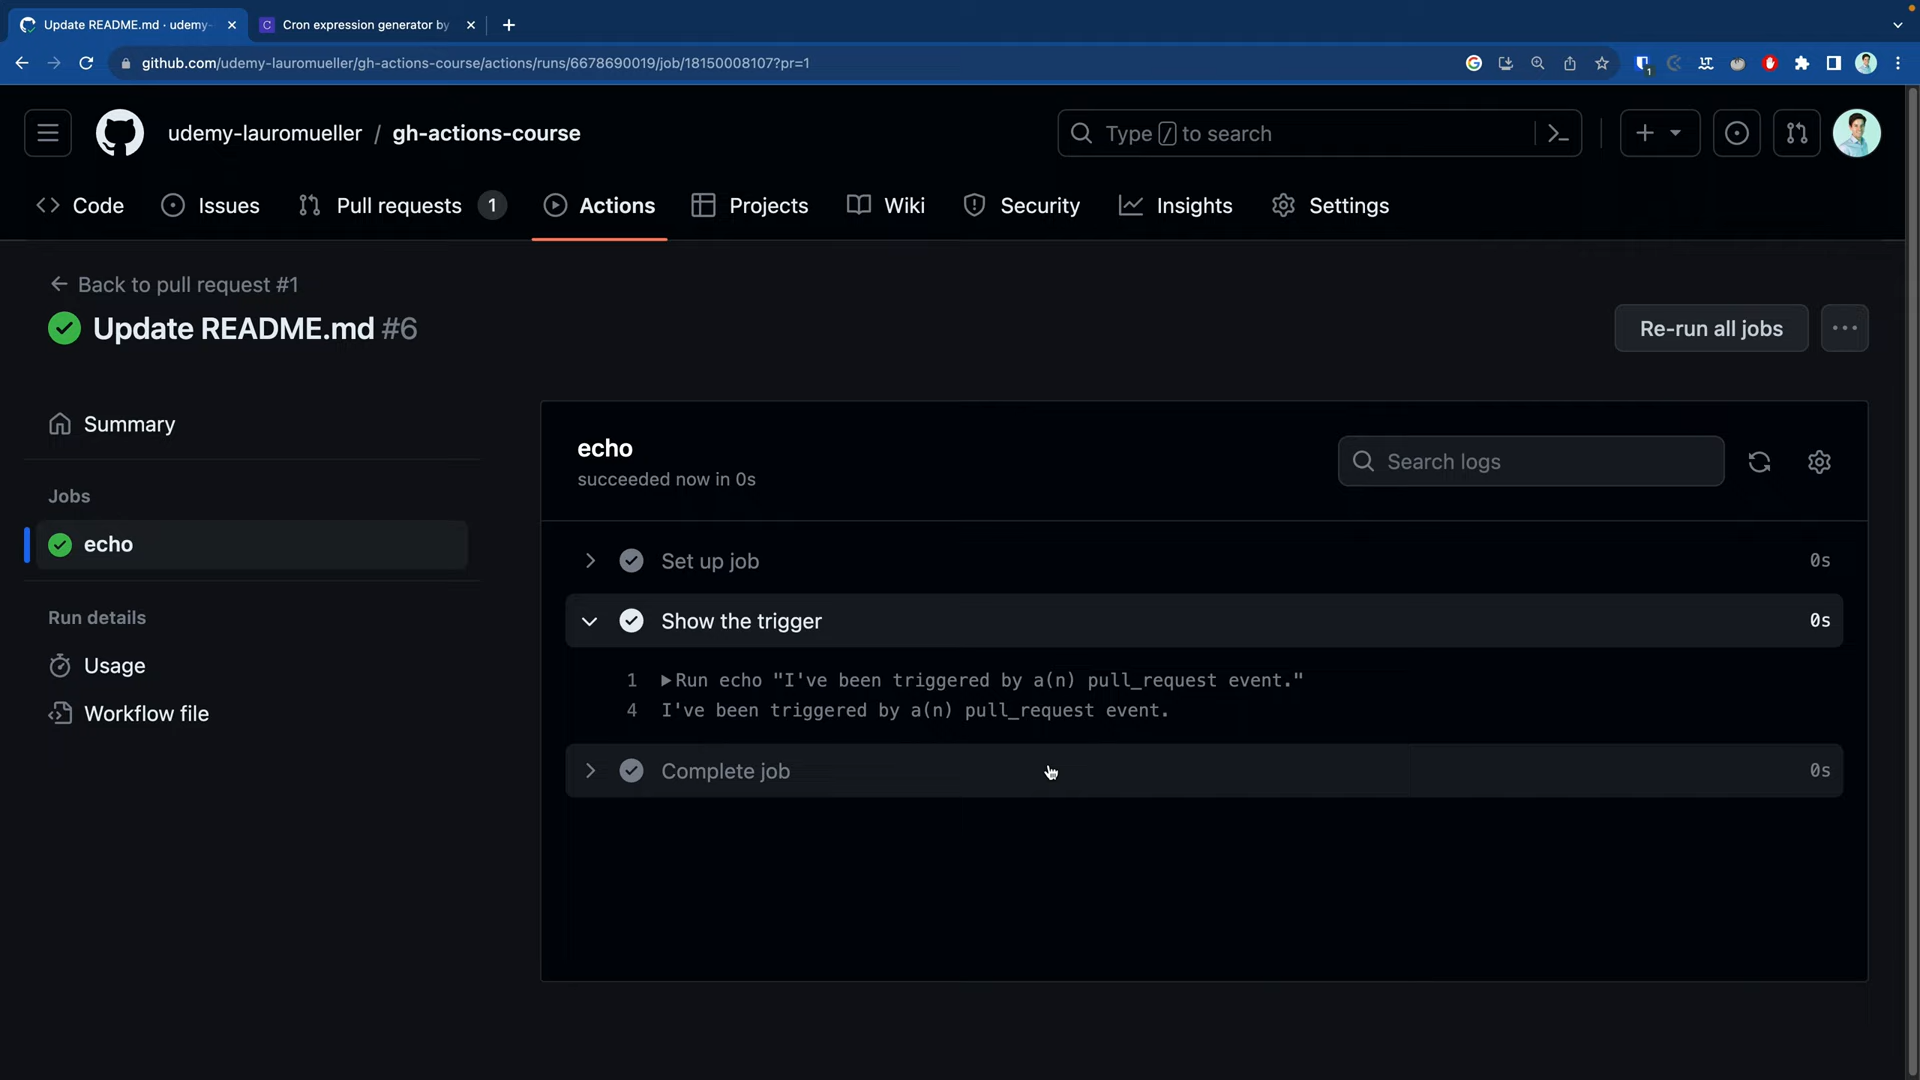 Update README.md · udemy-
Cron expression generator by
github.com/udemy-lauromueller/gh-actions-course/actions/runs/6678690019/job/18150008107?pr=1
udemy-lauromueller / gh-actions-course
Type / to search
Code
Issues
Pull requests 1
Actions
Projects
Wiki
Security
Insights
Settings
Back to pull request #1
Update README.md #6
Re-run all jobs
Summary
Jobs
echo
Run details
Usage
Workflow file
echo
succeeded now in 0s
Search logs
Set up job 0s
Show the trigger 0s
1 Run echo "I've been triggered by a(n) pull_request event."
4 I've been triggered by a(n) pull_request event.
Complete job 0s